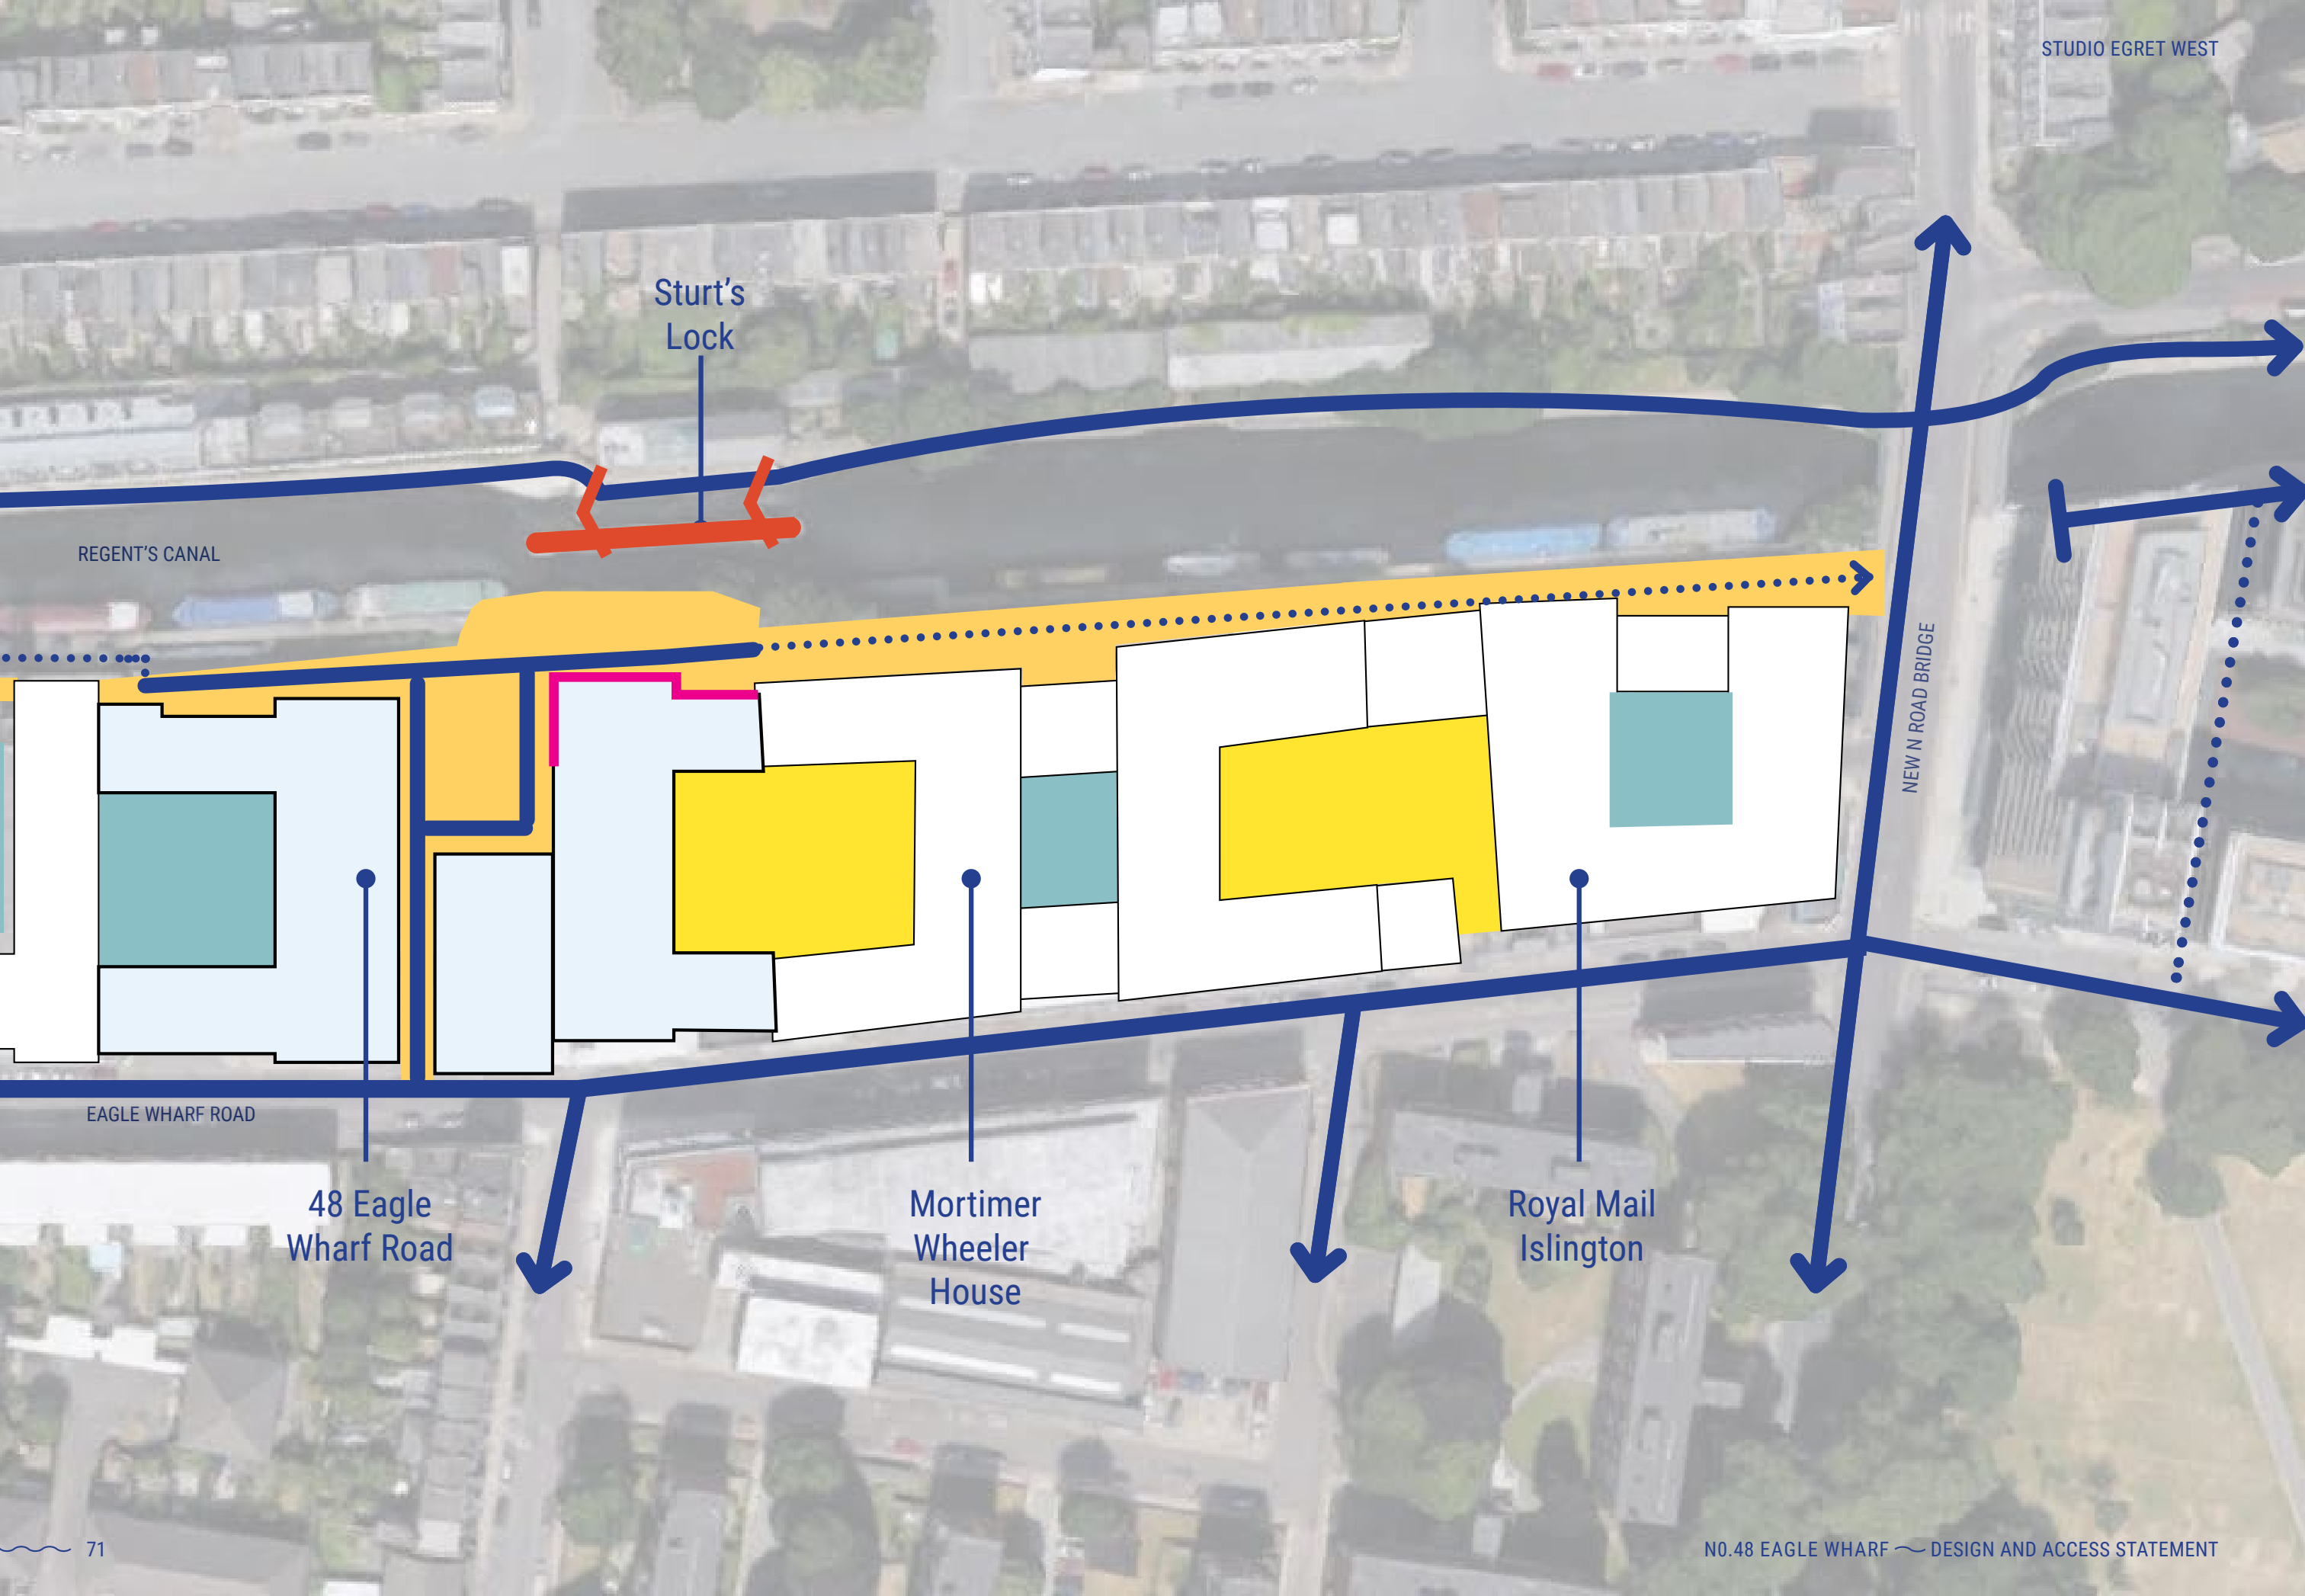 STUDIO EGRET WEST
Sturt’s
Lock
REGENT’S CANAL
NEW N ROAD BRIDGE
EAGLE WHARF ROAD
48 Eagle
Wharf Road
Mortimer
Wheeler
House
Royal Mail
Islington
71
N0.48 EAGLE WHARF
DESIGN AND ACCESS STATEMENT